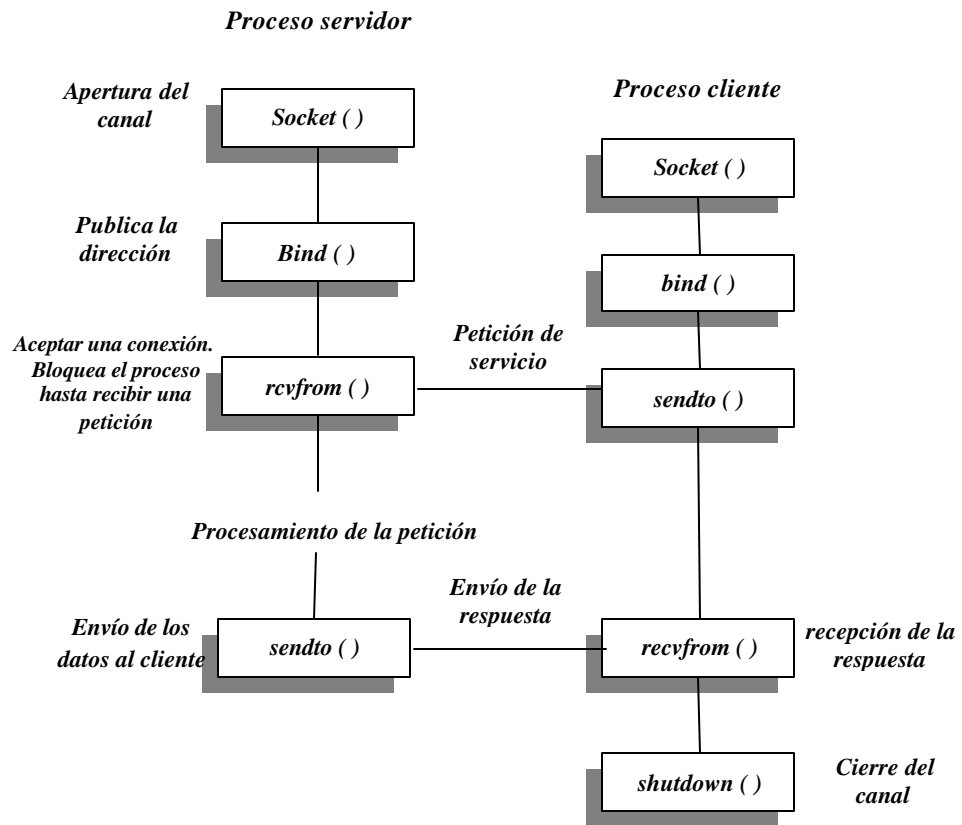 Proceso servidor
Proceso cliente
Apertura del
canal
Socket ( )
Socket ( )
Publica la
dirección
Bind ( )
bind ( )
Aceptar una conexión.
Bloquea el proceso
hasta recibir una
petición
rcvfrom ( )
Petición de
servicio
sendto ( )
Procesamiento de la petición
Envío de los
datos al cliente
sendto ( )
Envío de la
respuesta
recvfrom ( )
recepción de la
respuesta
shutdown ( )
Cierre del
canal